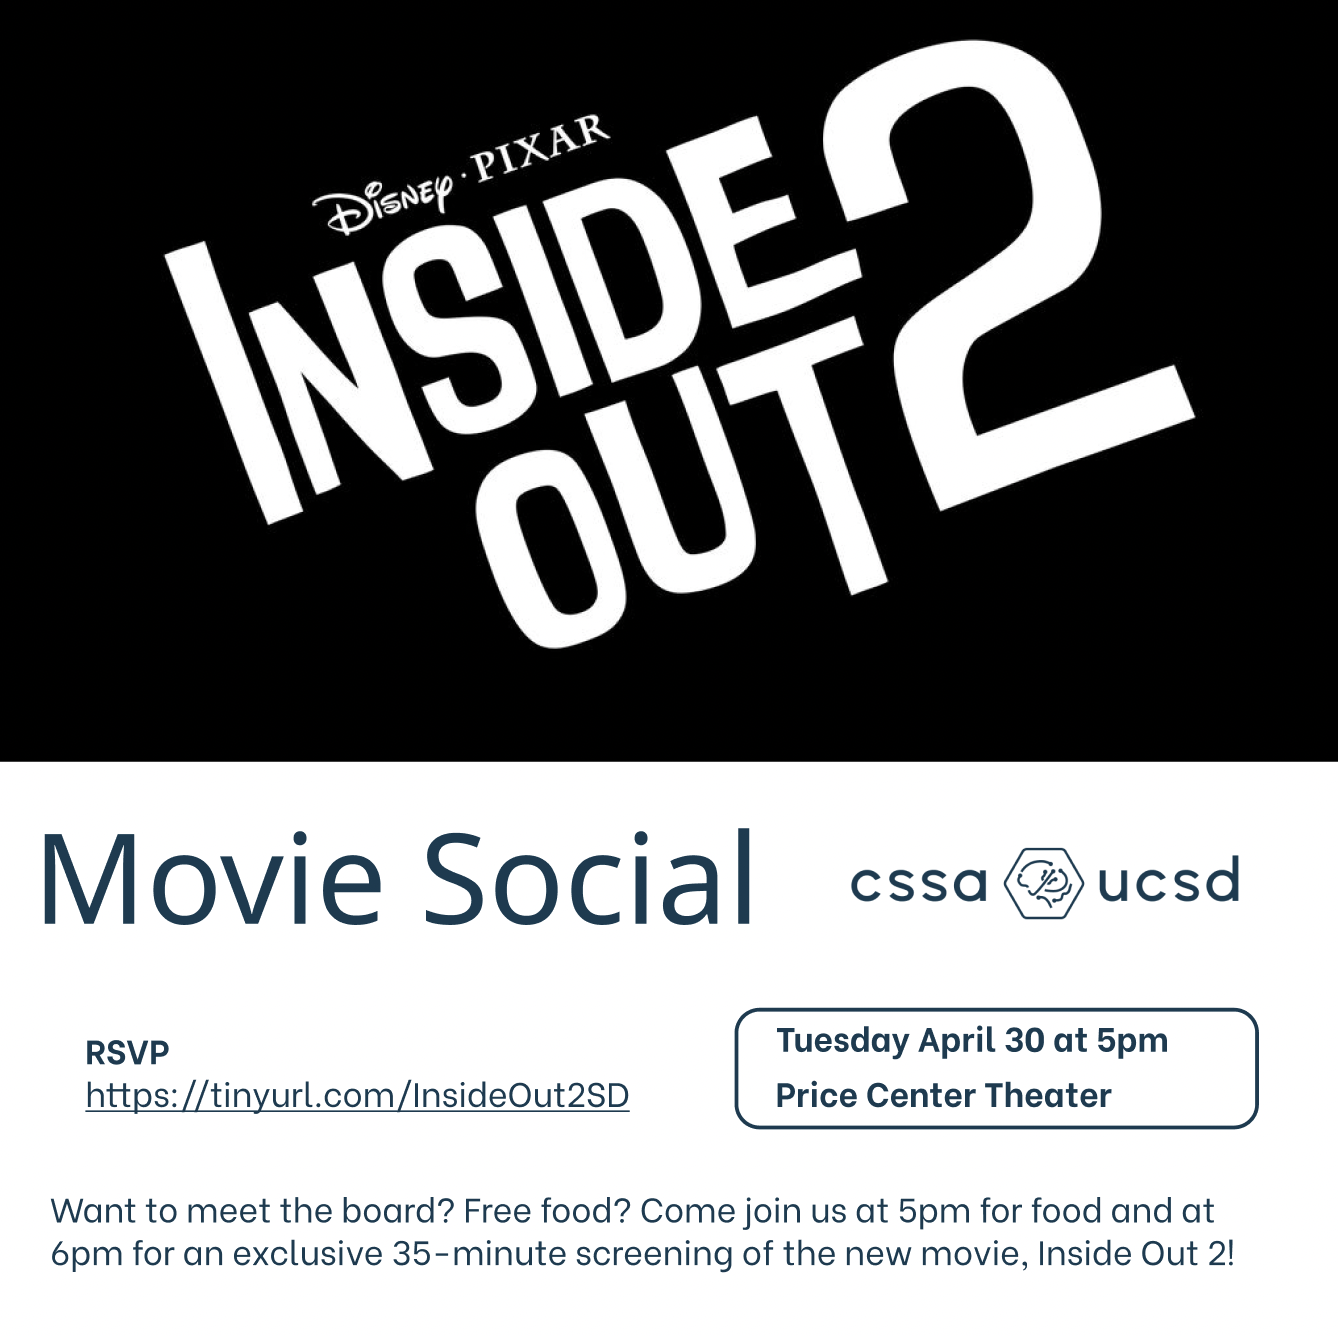 Disney · PIXAR
INSIDE
OUT 2
Movie Social
cssa ucsd
RSVP
https://tinyurl.com/InsideOut2SD
Tuesday April 30 at 5pm
Price Center Theater
Want to meet the board? Free food? Come join us at 5pm for food and at
6pm for an exclusive 35-minute screening of the new movie, Inside Out 2!